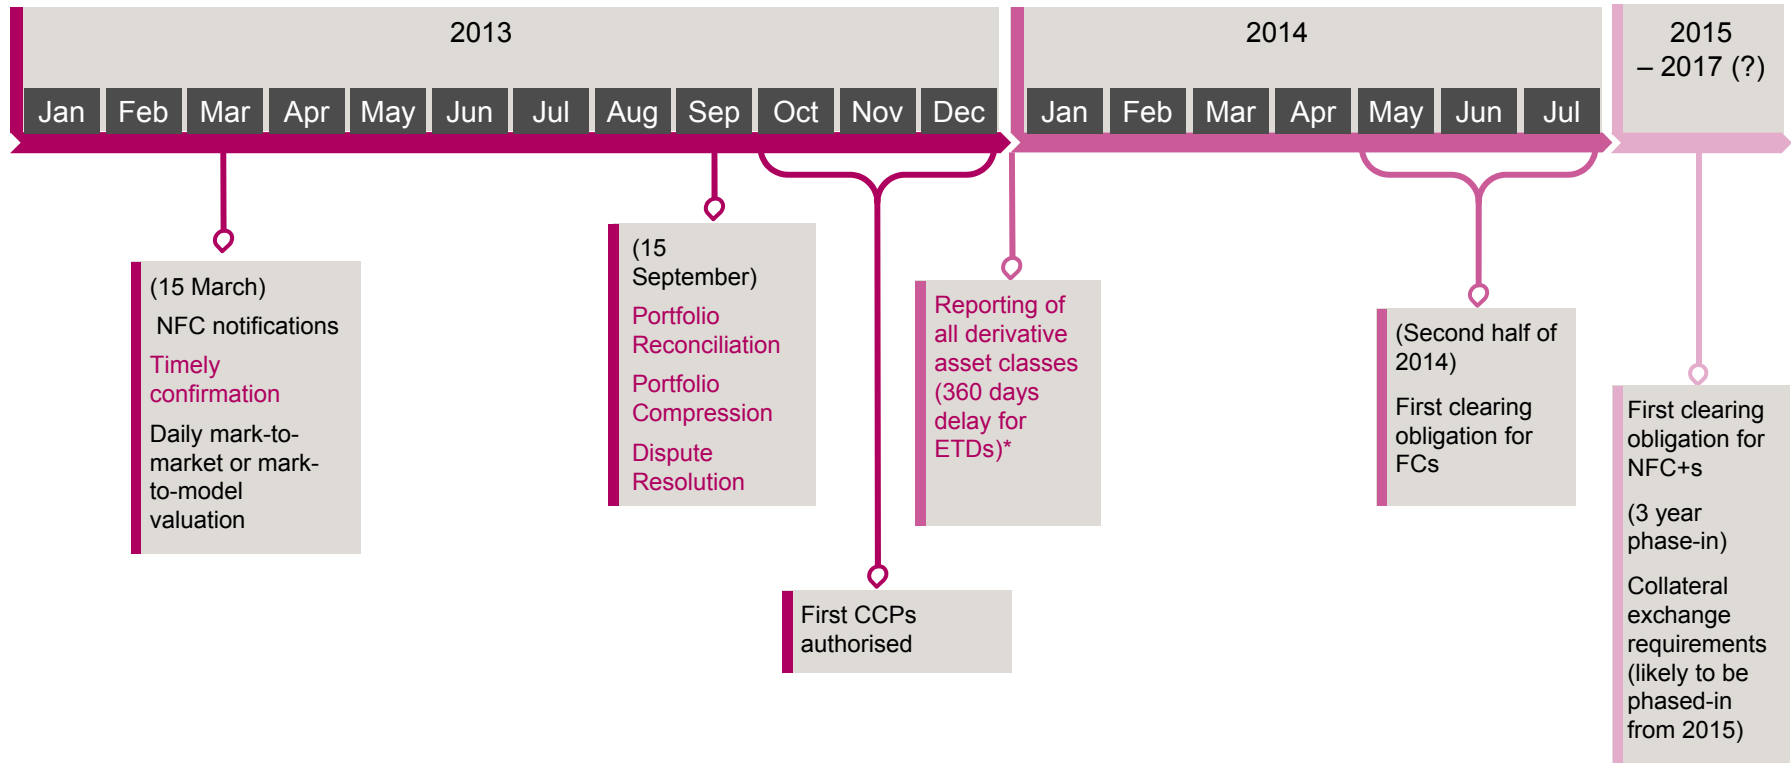 2013
2014
2015
– 2017 (?)
Jan Feb Mar Apr May Jun Jul Aug Sep Oct Nov Dec
Jan Feb Mar Apr May Jun Jul
(15 March)
NFC notifications
Timely
confirmation
Daily mark-to-
market or mark-
to-model
valuation
(15
September)
Portfolio
Reconciliation
Portfolio
Compression
Dispute
Resolution
First CCPs
authorised
Reporting of
all derivative
asset classes
(360 days
delay for
ETDs)*
(Second half of
2014)
First clearing
obligation for
FCs
First clearing
obligation for
NFC+s
(3 year
phase-in)
Collateral
exchange
requirements
(likely to be
phased-in
from 2015)